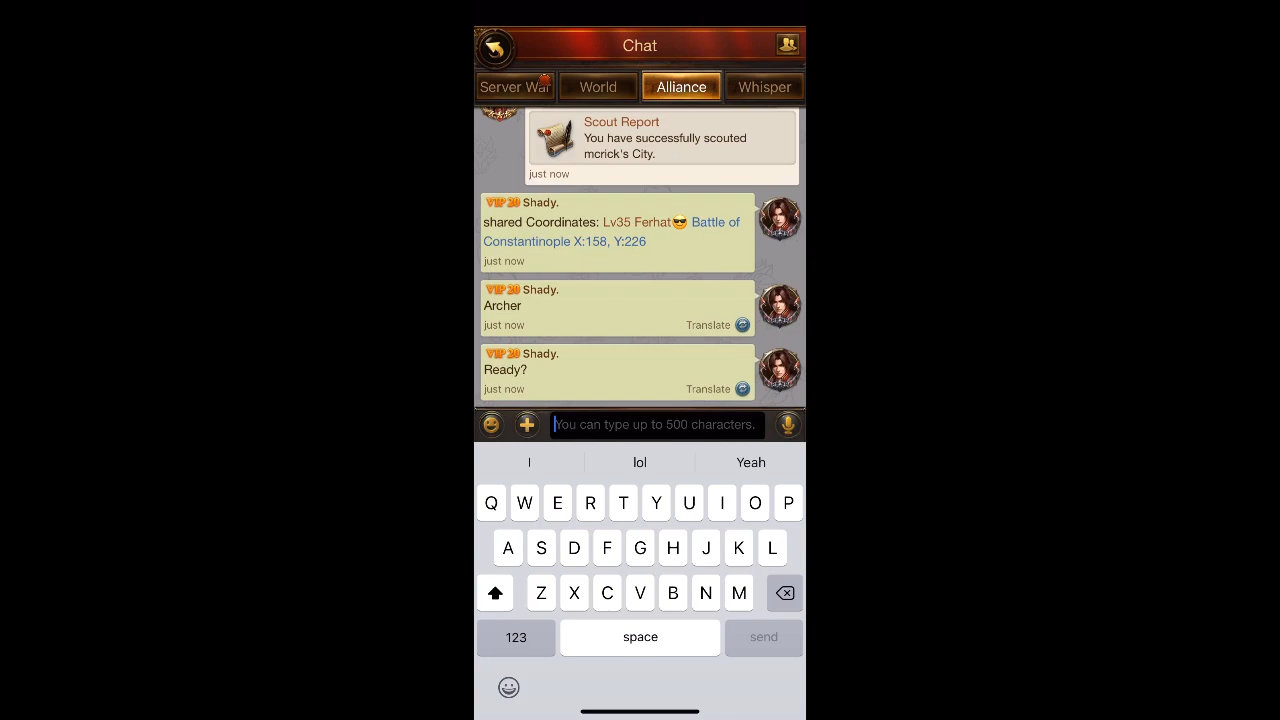 Chat
Server War World Alliance Whisper
Scout Report
You have successfully scouted
mcrick's City.
just now
VIP 20 Shady.
shared Coordinates: Lv35 Ferhat😎 Battle of
Constantinople X:158, Y:226
just now
VIP 20 Shady.
Archer
just now Translate
VIP 20 Shady.
Ready?
just now Translate
You can type up to 500 characters.
I lol Yeah
Q W E R T Y U I O P
A S D F G H J K L
Z X C V B N M
123 space send